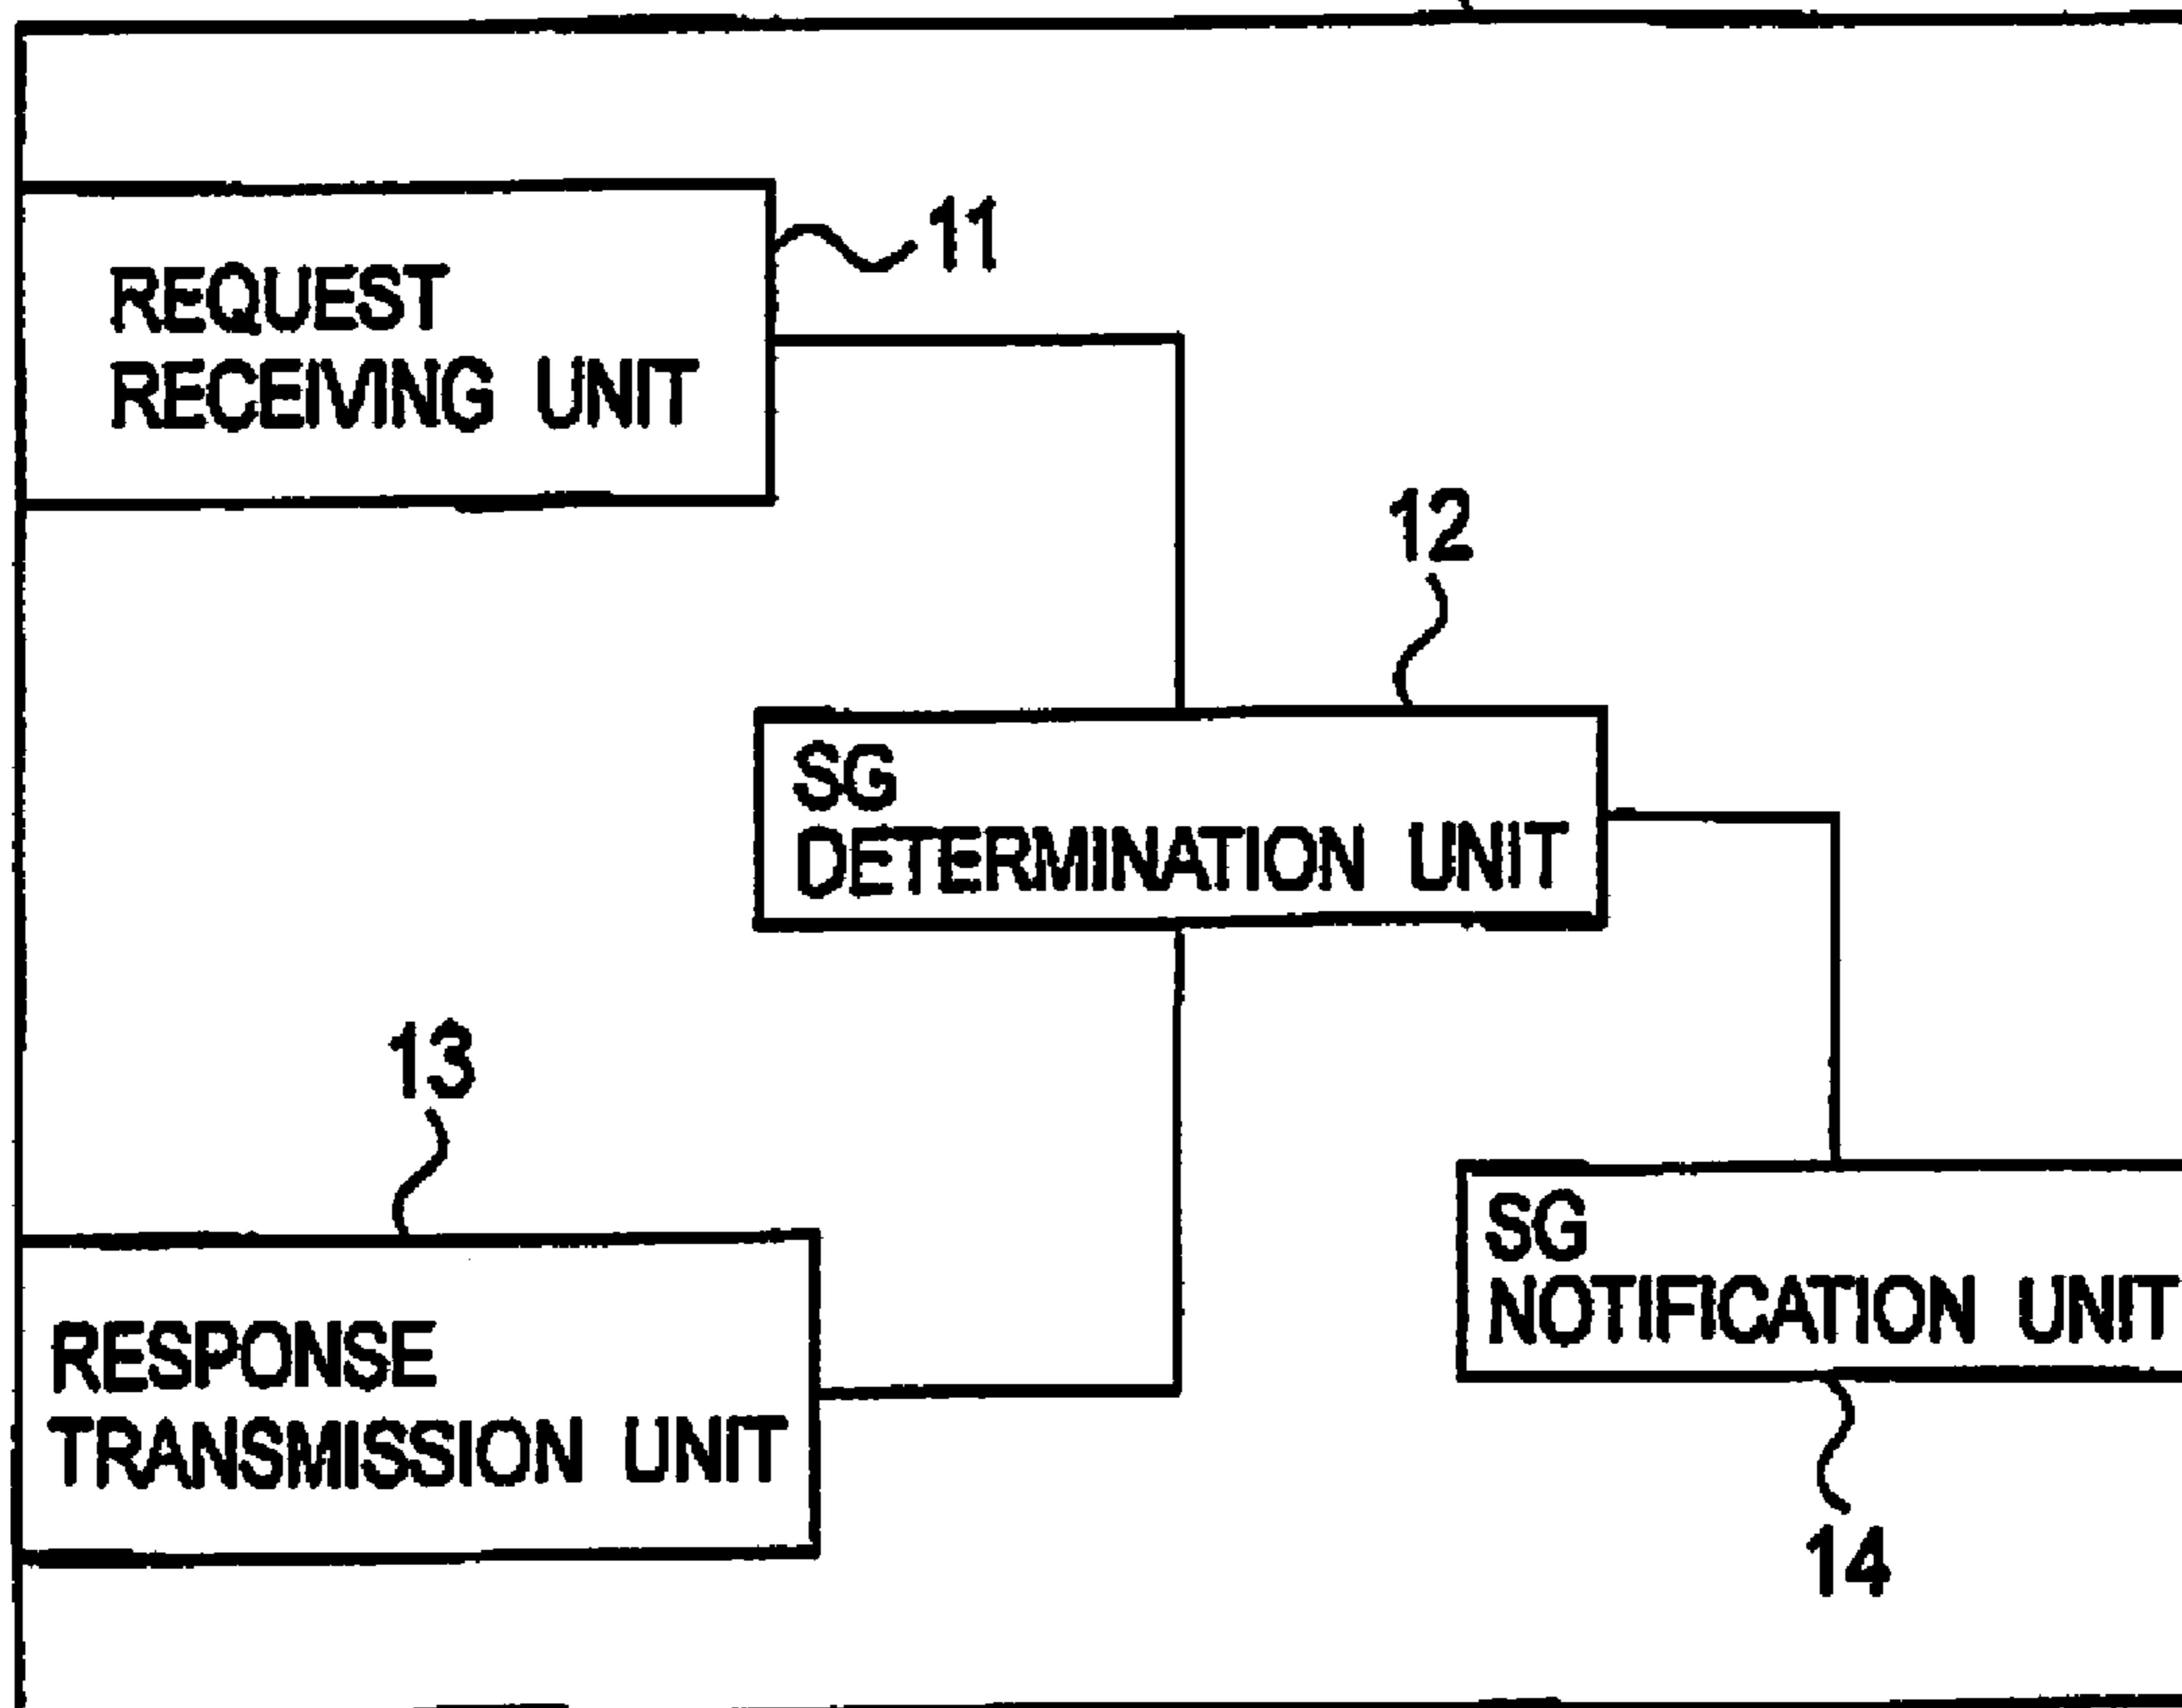 11
REQUEST
RECEIVING UNIT
12
SG
DETERMINATION UNIT
13
SG
NOTIFICATION UNIT
RESPONSE
TRANSMISSION UNIT
14